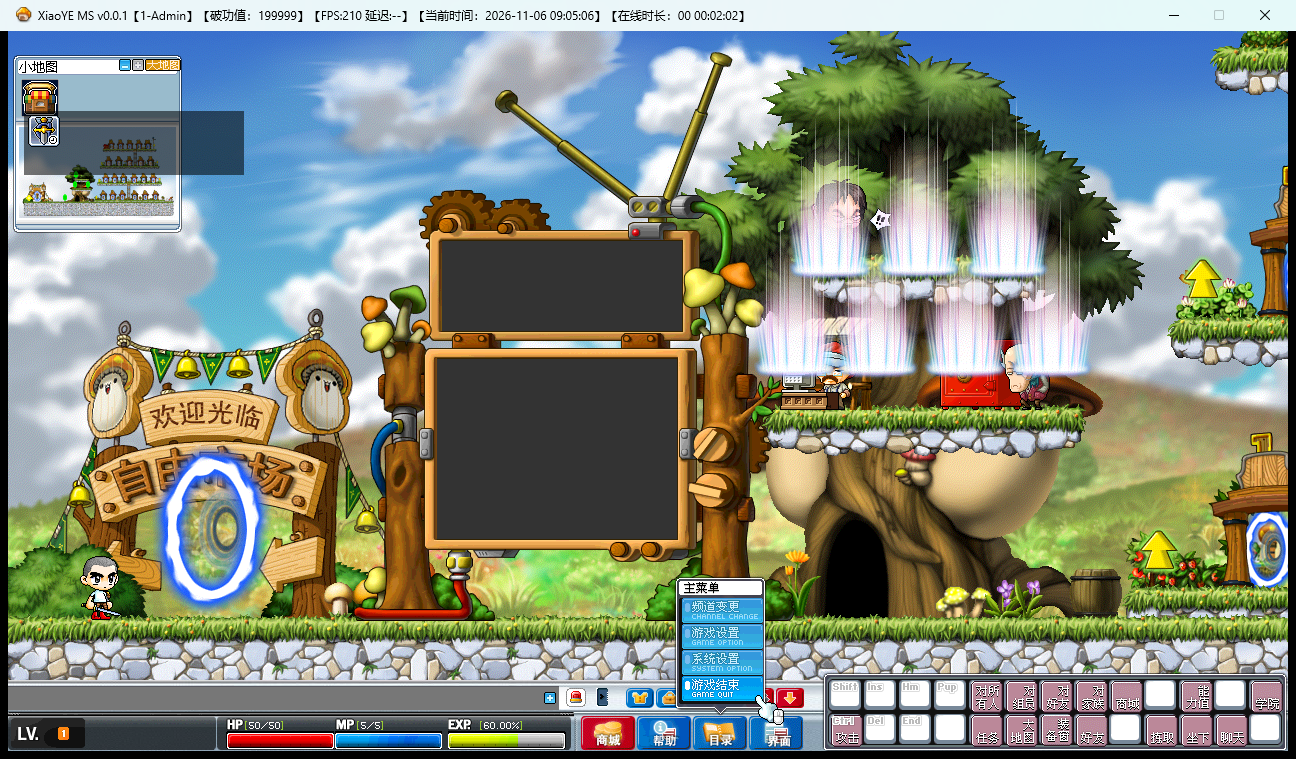 XiaoYE MS v0.0.1【1-Admin】【破功值：199999】【FPS:210 延迟:--】【当前时间：2026-11-06 09:05:06】【在线时长：00 00:02:02】
小地图
大地图
欢迎光临
自由市场
主菜单
频道变更
CHANNEL CHANGE
游戏设置
GAME OPTION
系统设置
SYSTEM OPTION
游戏结束
GAME QUIT
LV. 1
HP [50/50]
MP [5/5]
EXP. [60.00%]
商城
帮助
目录
界面
Shift
Ins
Hm
Pup
对所有人
对组员
对好友
对家族
商城
能力值
学院
Ctrl
攻击
Del
End
任务
大地图
装备窗
好友
拣取
坐下
聊天